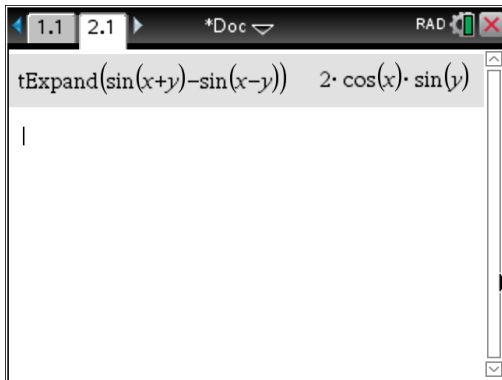 1.1 2.1 *Doc RAD
tExpand(sin(x+y)−sin(x−y)) 2·cos(x)·sin(y)